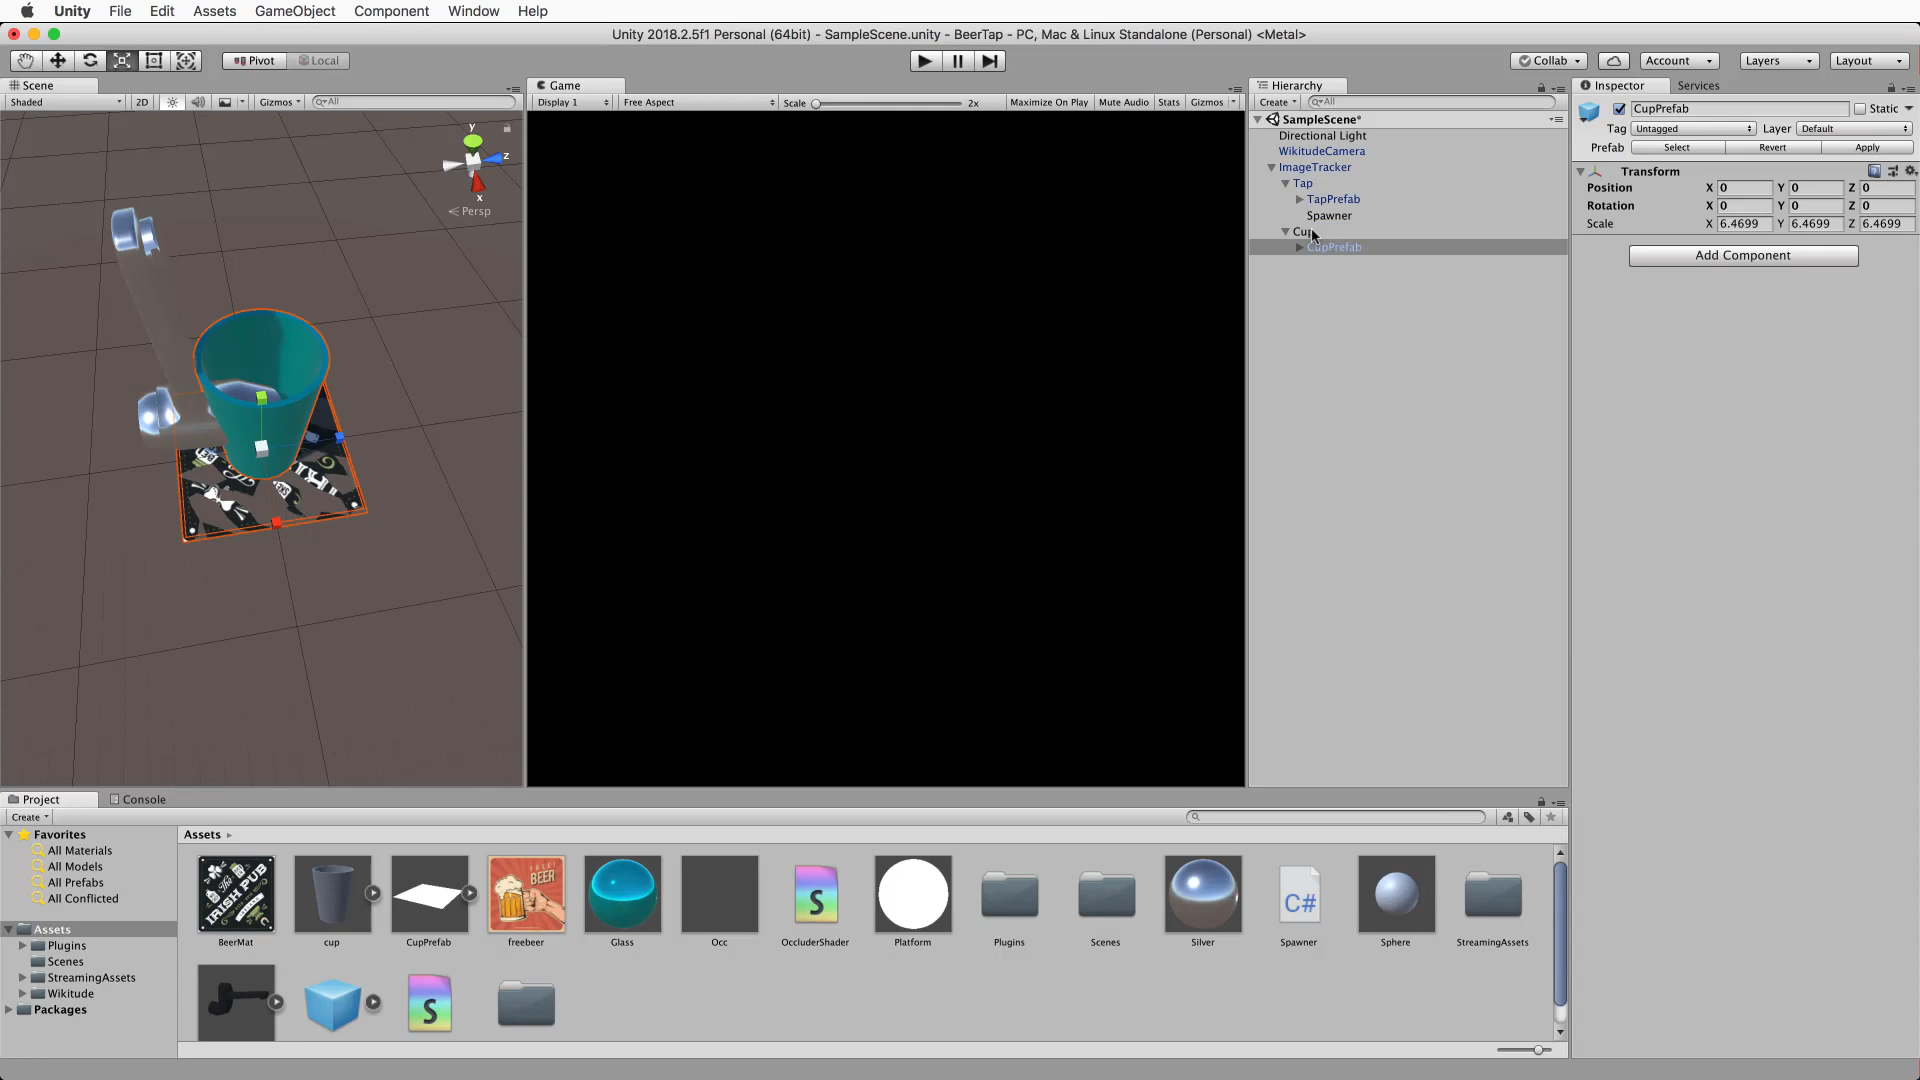 Unity File Edit Assets GameObject Component Window Help
Unity 2018.2.5f1 Personal (64bit) - SampleScene.unity - BeerTap - PC, Mac & Linux Standalone (Personal) <Metal>
Pivot Local Collab Account Layers Layout
Scene Game Hierarchy Inspector Services
Shaded 2D Gizmos All Display 1 Free Aspect Scale 2x Maximize On Play Mute Audio Stats Gizmos Create All
CupPrefab Static
Tag Untagged Layer Default
Prefab Select Revert Apply
Transform
Position X 0 Y 0 Z 0
Rotation X 0 Y 0 Z 0
Scale X 6.4699 Y 6.4699 Z 6.4699
Add Component
SampleScene*
Directional Light
WikitudeCamera
ImageTracker
Tap
TapPrefab
Spawner
Cup
CupPrefab
y
z
x
Persp
Project Console
Create
Favorites
All Materials
All Models
All Prefabs
All Conflicted
Assets
Plugins
Scenes
StreamingAssets
Wikitude
Packages
Assets
The
IRISH PUB
BEER
S
C#
BeerMat cup CupPrefab freebeer Glass Occ OccluderShader Platform Plugins Scenes Silver Spawner Sphere StreamingAssets
S